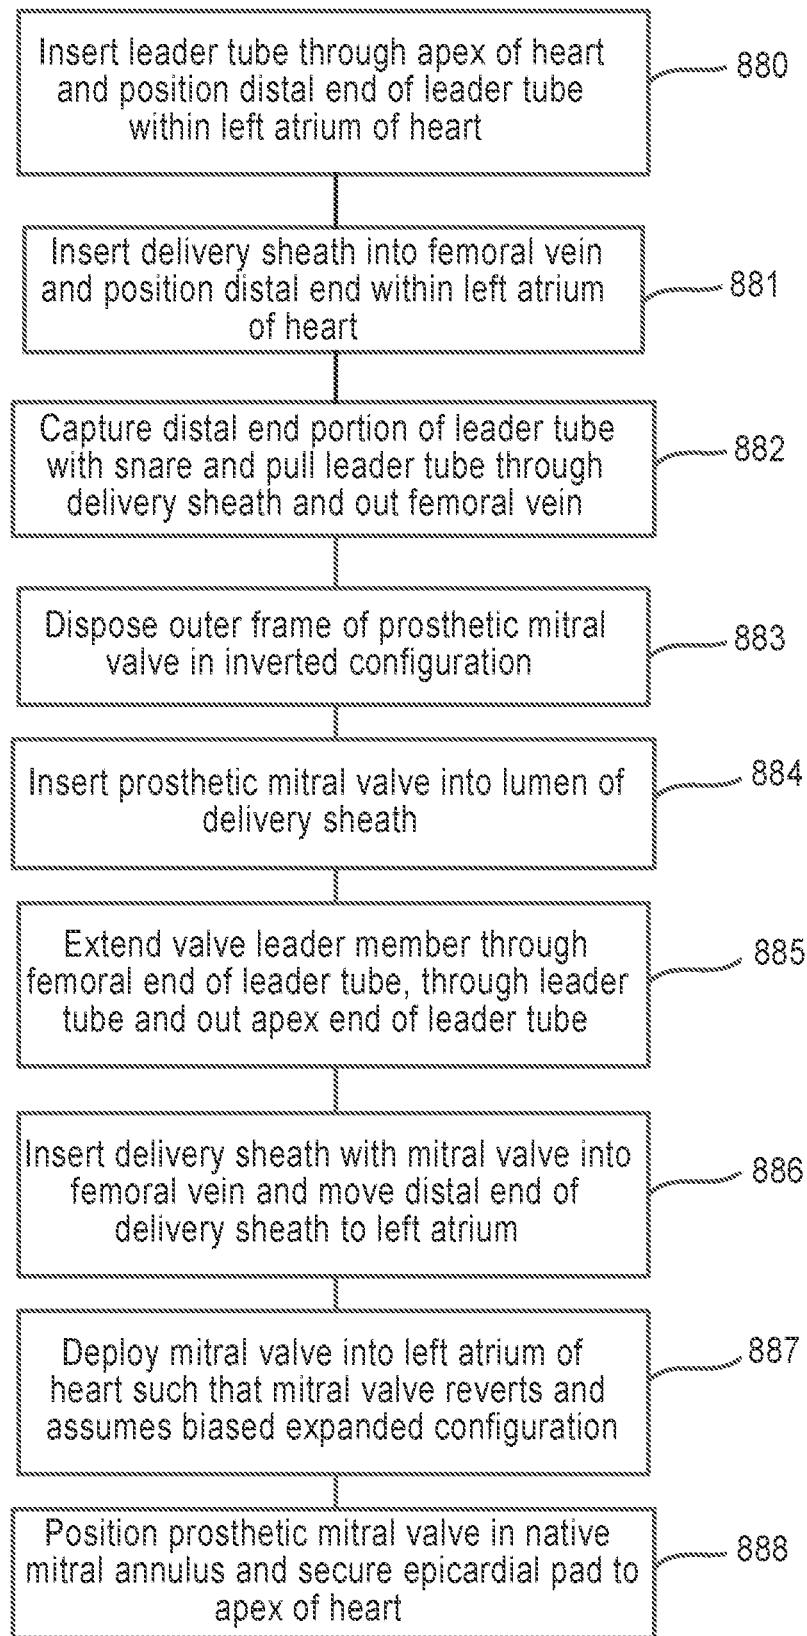 Insert leader tube through apex of heart
and position distal end of leader tube
within left atrium of heart
880
Insert delivery sheath into femoral vein
and position distal end within left atrium
of heart
881
Capture distal end portion of leader tube
with snare and pull leader tube through
delivery sheath and out femoral vein
882
Dispose outer frame of prosthetic mitral
valve in inverted configuration
883
Insert prosthetic mitral valve into lumen of
delivery sheath
884
Extend valve leader member through
femoral end of leader tube, through leader
tube and out apex end of leader tube
885
Insert delivery sheath with mitral valve into
femoral vein and move distal end of
delivery sheath to left atrium
886
Deploy mitral valve into left atrium of
heart such that mitral valve reverts and
assumes biased expanded configuration
887
Position prosthetic mitral valve in native
mitral annulus and secure epicardial pad to
apex of heart
888